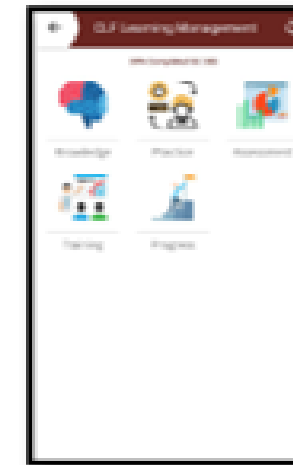 CLF Learning Management
Knowledge
Practice
Assessment
Training
Progress